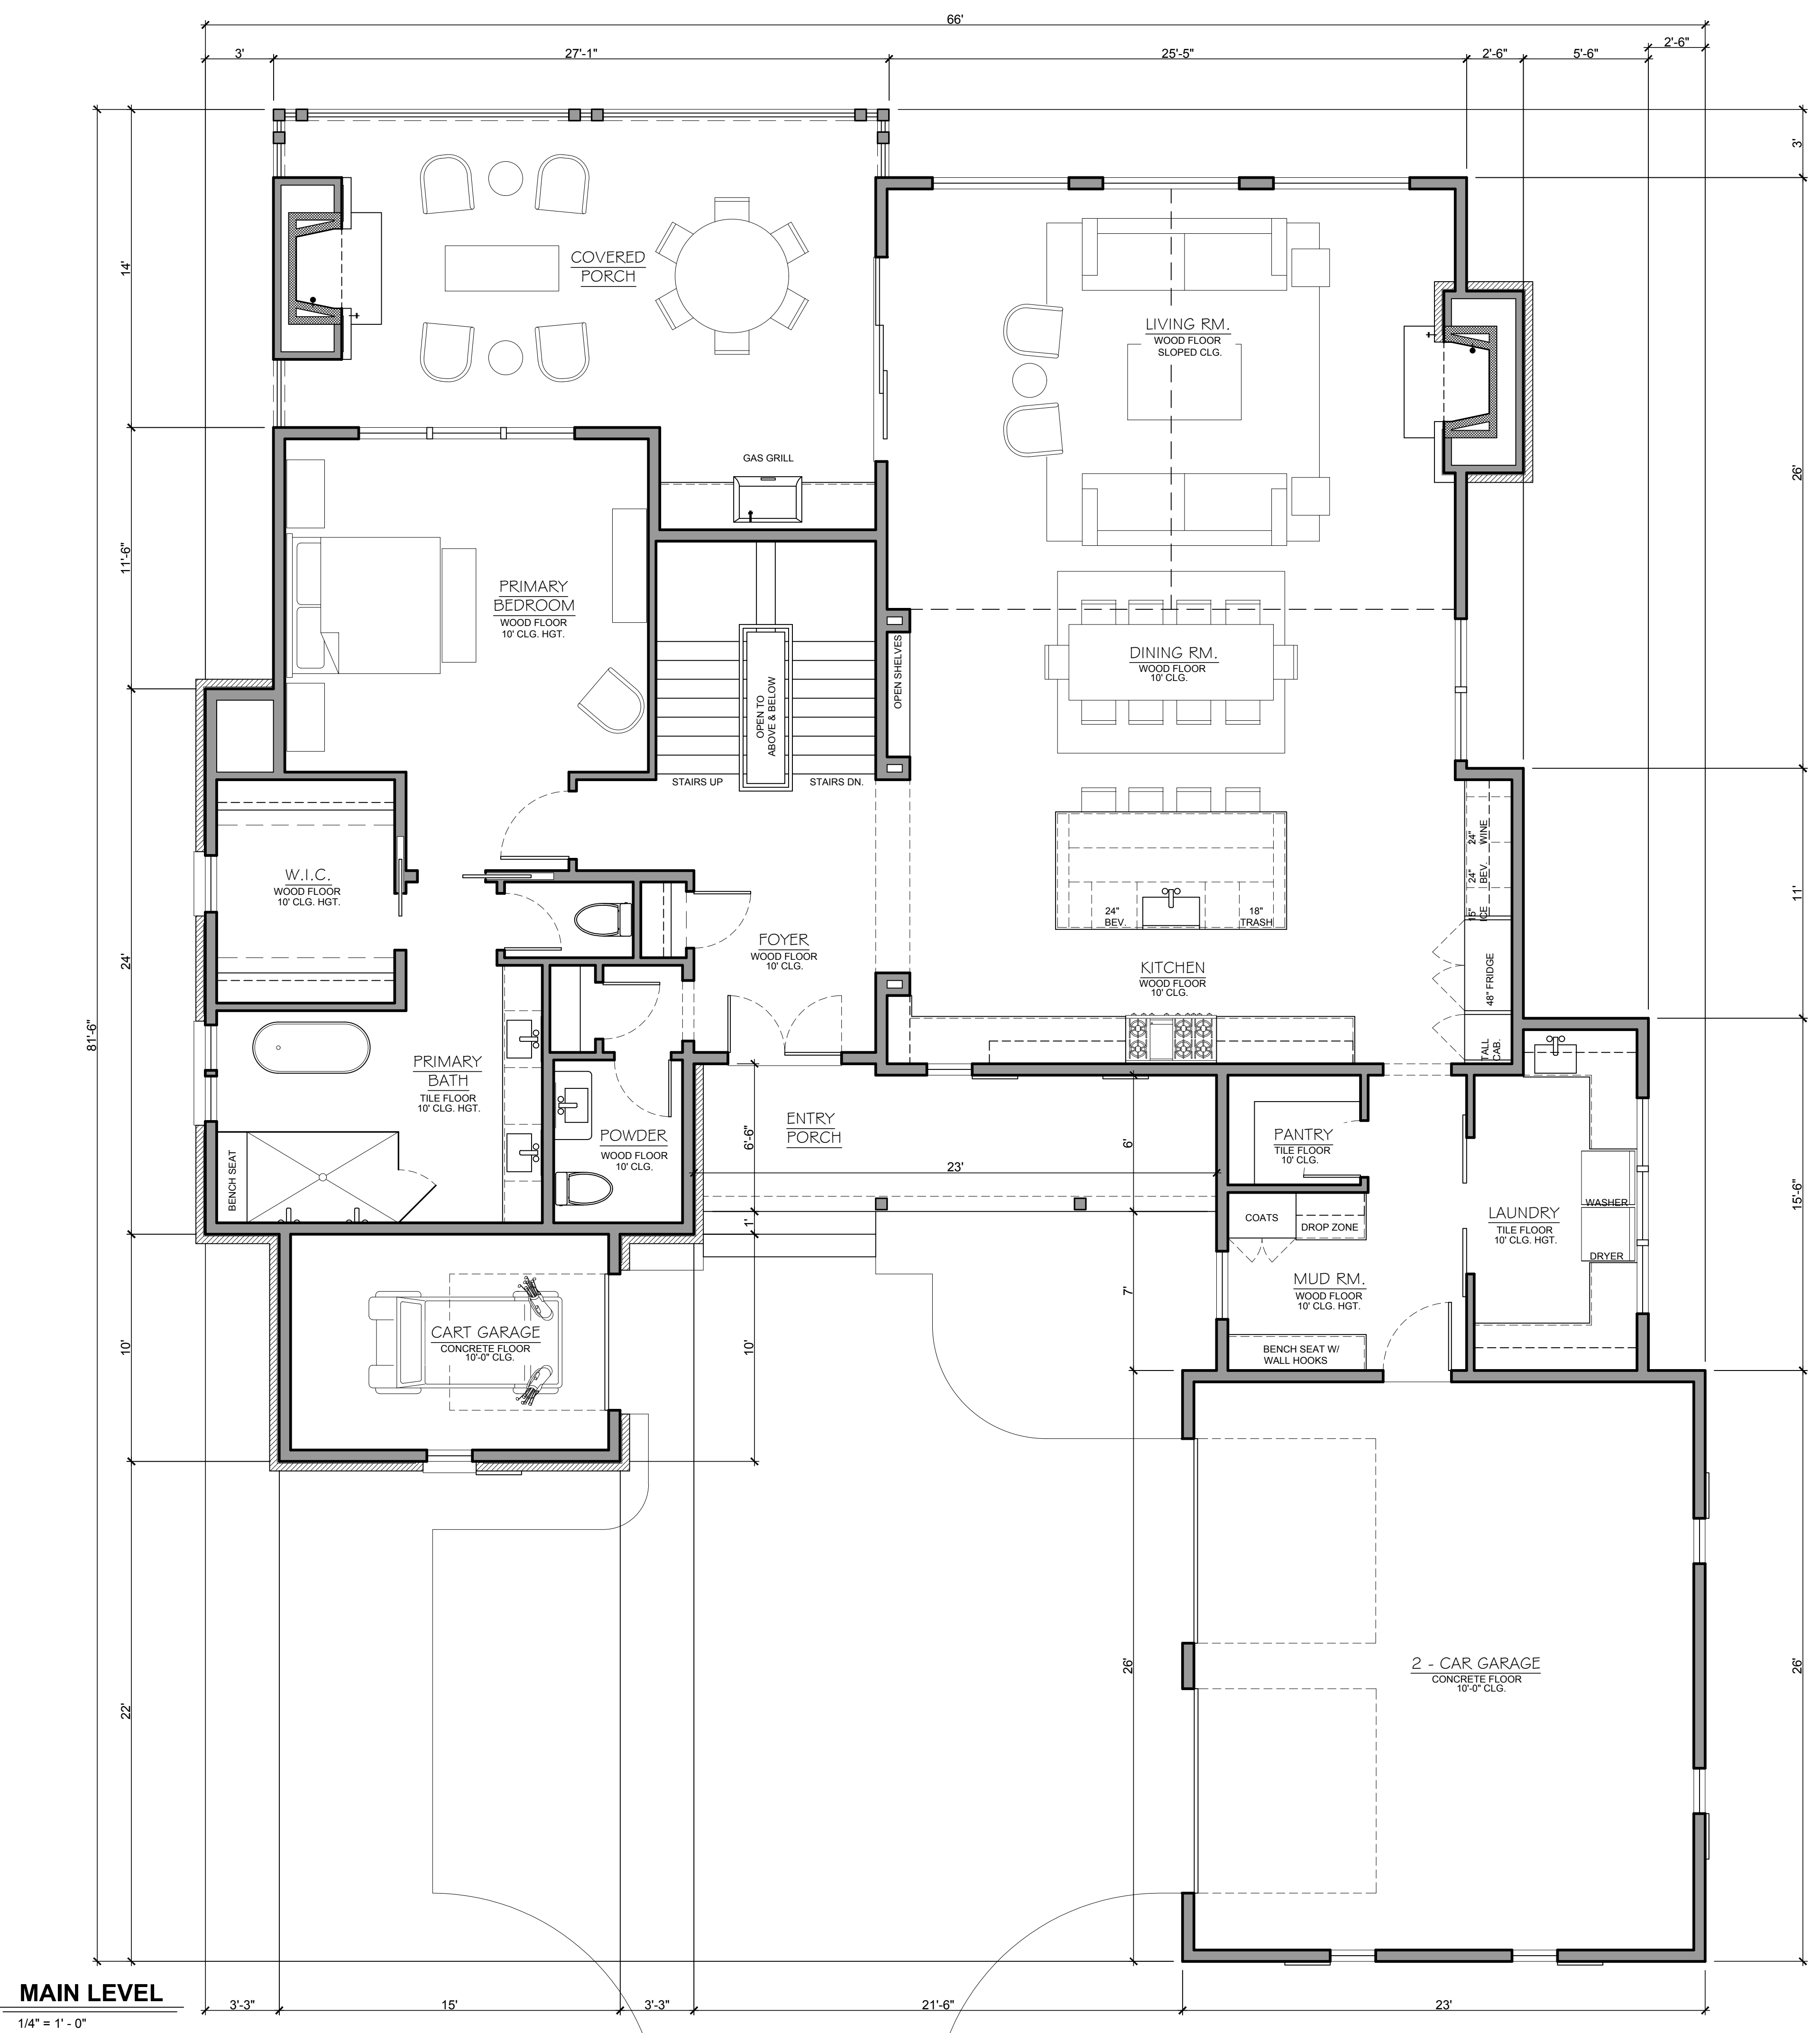 66'
2'-6"
3'
27'-1"
25'-5"
2'-6"
5'-6"
3'
14'
COVERED
PORCH
LIVING RM.
WOOD FLOOR
SLOPED CLG.
GAS GRILL
26'
11'-6"
PRIMARY
BEDROOM
WOOD FLOOR
10' CLG. HGT.
OPEN SHELVES
DINING RM.
WOOD FLOOR
10' CLG.
OPEN TO
ABOVE & BELOW
STAIRS UP
STAIRS DN.
24"
WINE
24"
BEV.
15"
ICE
W.I.C.
WOOD FLOOR
10' CLG. HGT.
24"
BEV.
18"
TRASH
11'
FOYER
WOOD FLOOR
10' CLG.
24'
KITCHEN
WOOD FLOOR
10' CLG.
48" FRIDGE
81'-6"
TALL
CAB.
PRIMARY
BATH
TILE FLOOR
10' CLG. HGT.
ENTRY
PORCH
6'-6"
6'
POWDER
WOOD FLOOR
10' CLG.
PANTRY
TILE FLOOR
10' CLG.
BENCH SEAT
23'
15'-6"
WASHER
LAUNDRY
TILE FLOOR
10' CLG. HGT.
COATS
DROP ZONE
1'
DRYER
MUD RM.
WOOD FLOOR
10' CLG. HGT.
7'
CART GARAGE
CONCRETE FLOOR
10'-0" CLG.
10'
10'
BENCH SEAT W/
WALL HOOKS
2 - CAR GARAGE
CONCRETE FLOOR
10'-0" CLG.
22'
26'
26'
MAIN LEVEL
1/4" = 1' - 0"
3'-3"
15'
3'-3"
21'-6"
23'